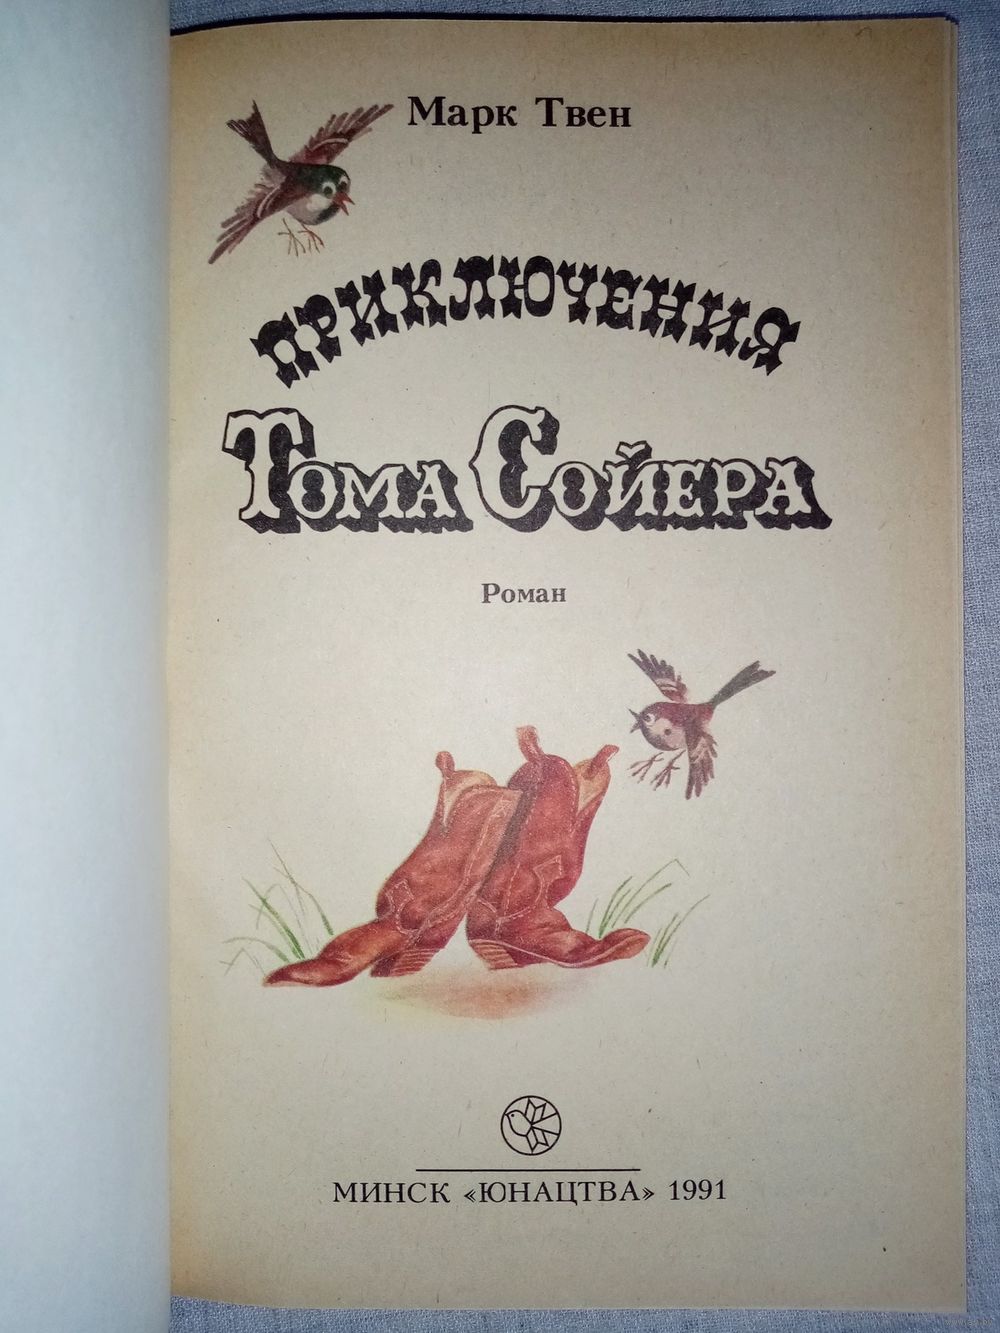 Марк Твен
ПРИКЛЮЧЕНИЯ
ТОМА СОЙЕРА
Роман
МИНСК «ЮНАЦТВА» 1991